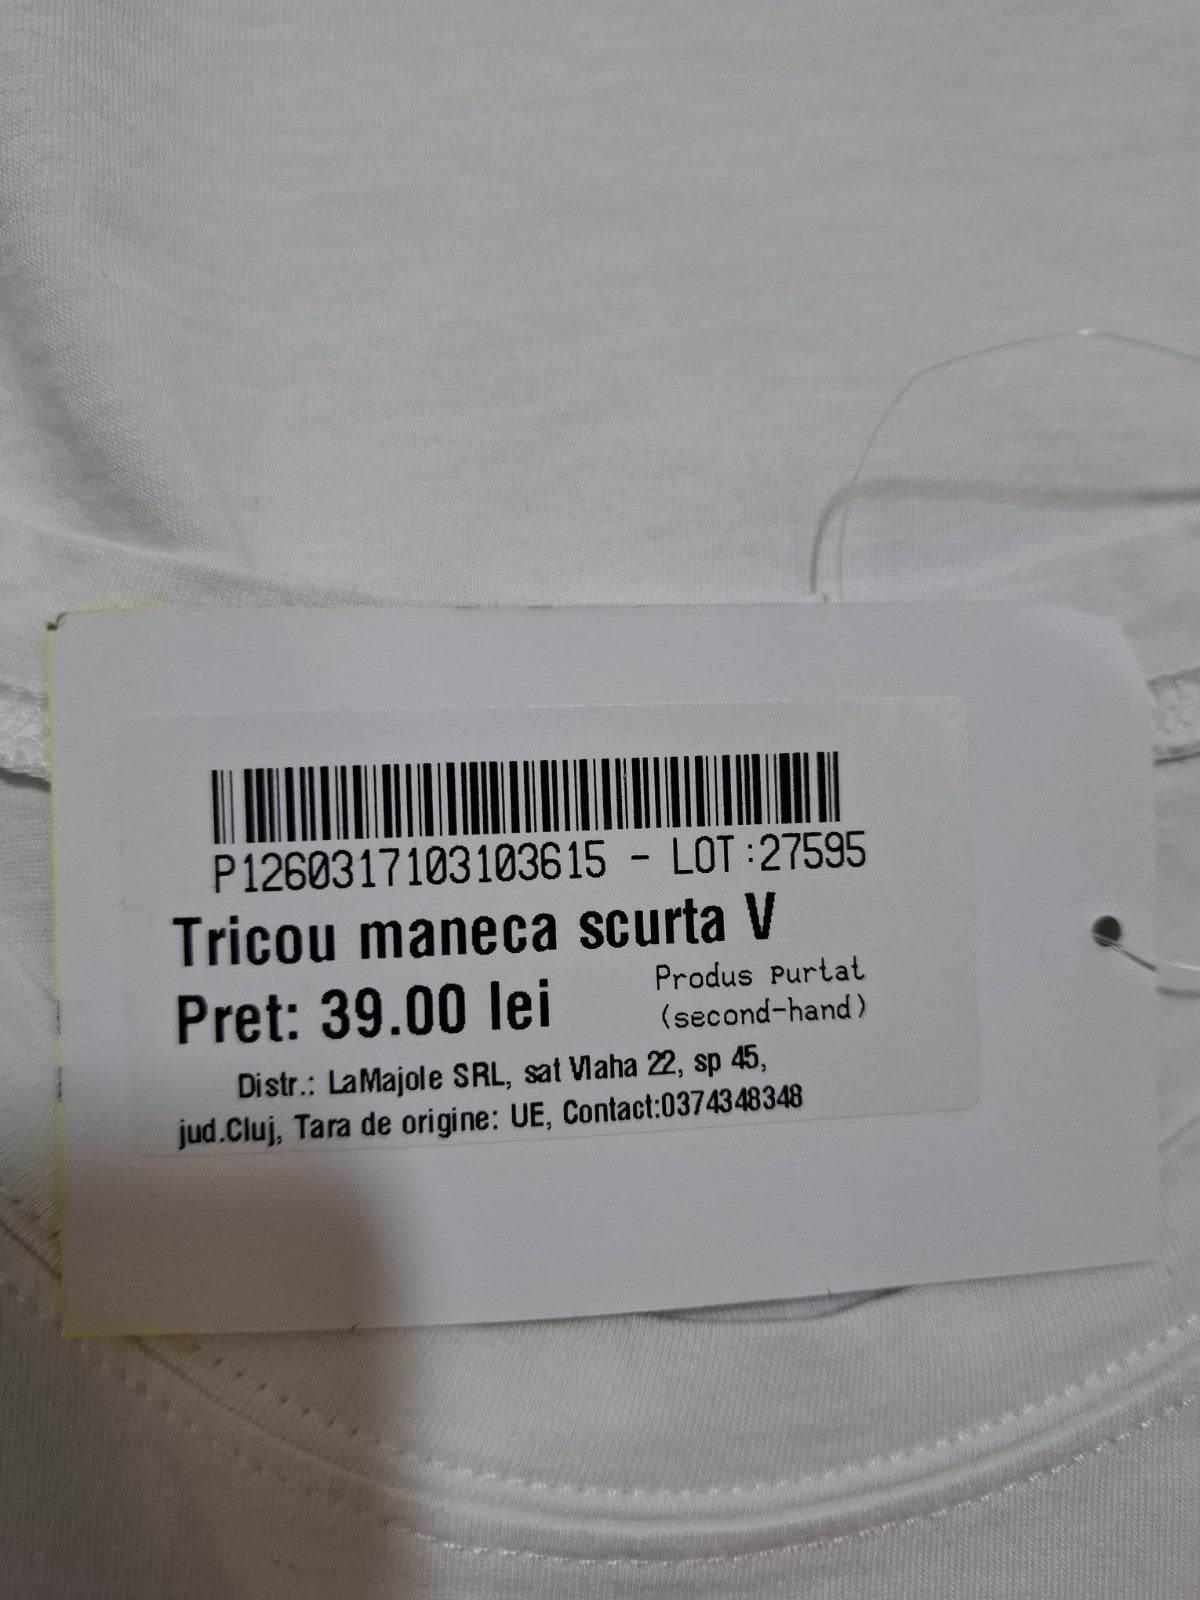 P1260317103103615 - LOT:27595
Tricou maneca scurta V
Pret: 39.00 lei
Produs purtat
(second-hand)
Distr.: LaMajole SRL, sat Vlaha 22, sp 45,
jud.Cluj, Tara de origine: UE, Contact:0374348348